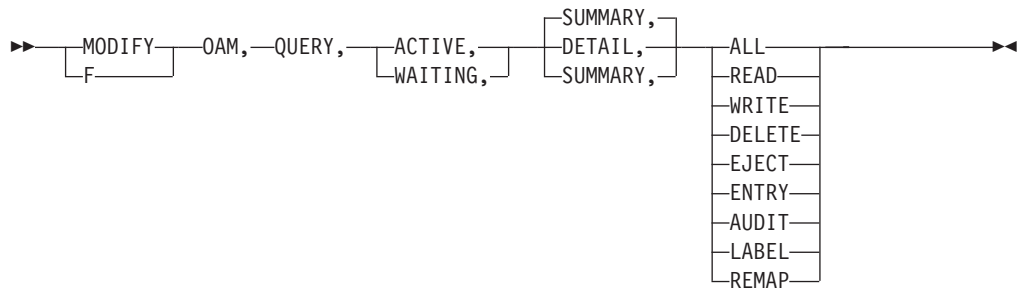 SUMMARY,
MODIFY OAM, QUERY, ACTIVE, DETAIL, ALL
F WAITING, SUMMARY, READ
WRITE
DELETE
EJECT
ENTRY
AUDIT
LABEL
REMAP